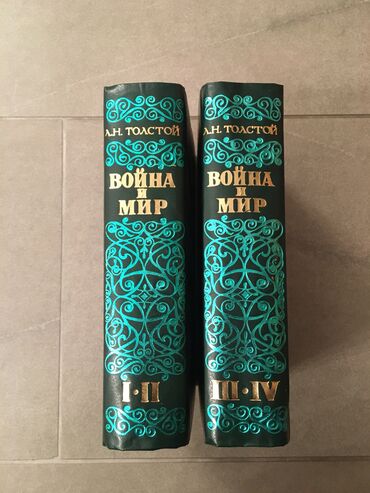 Л.Н. ТОЛСТОЙ
ВОЙНА
И
МИР
I·II
Л.Н. ТОЛСТОЙ
ВОЙНА
И
МИР
III·IV